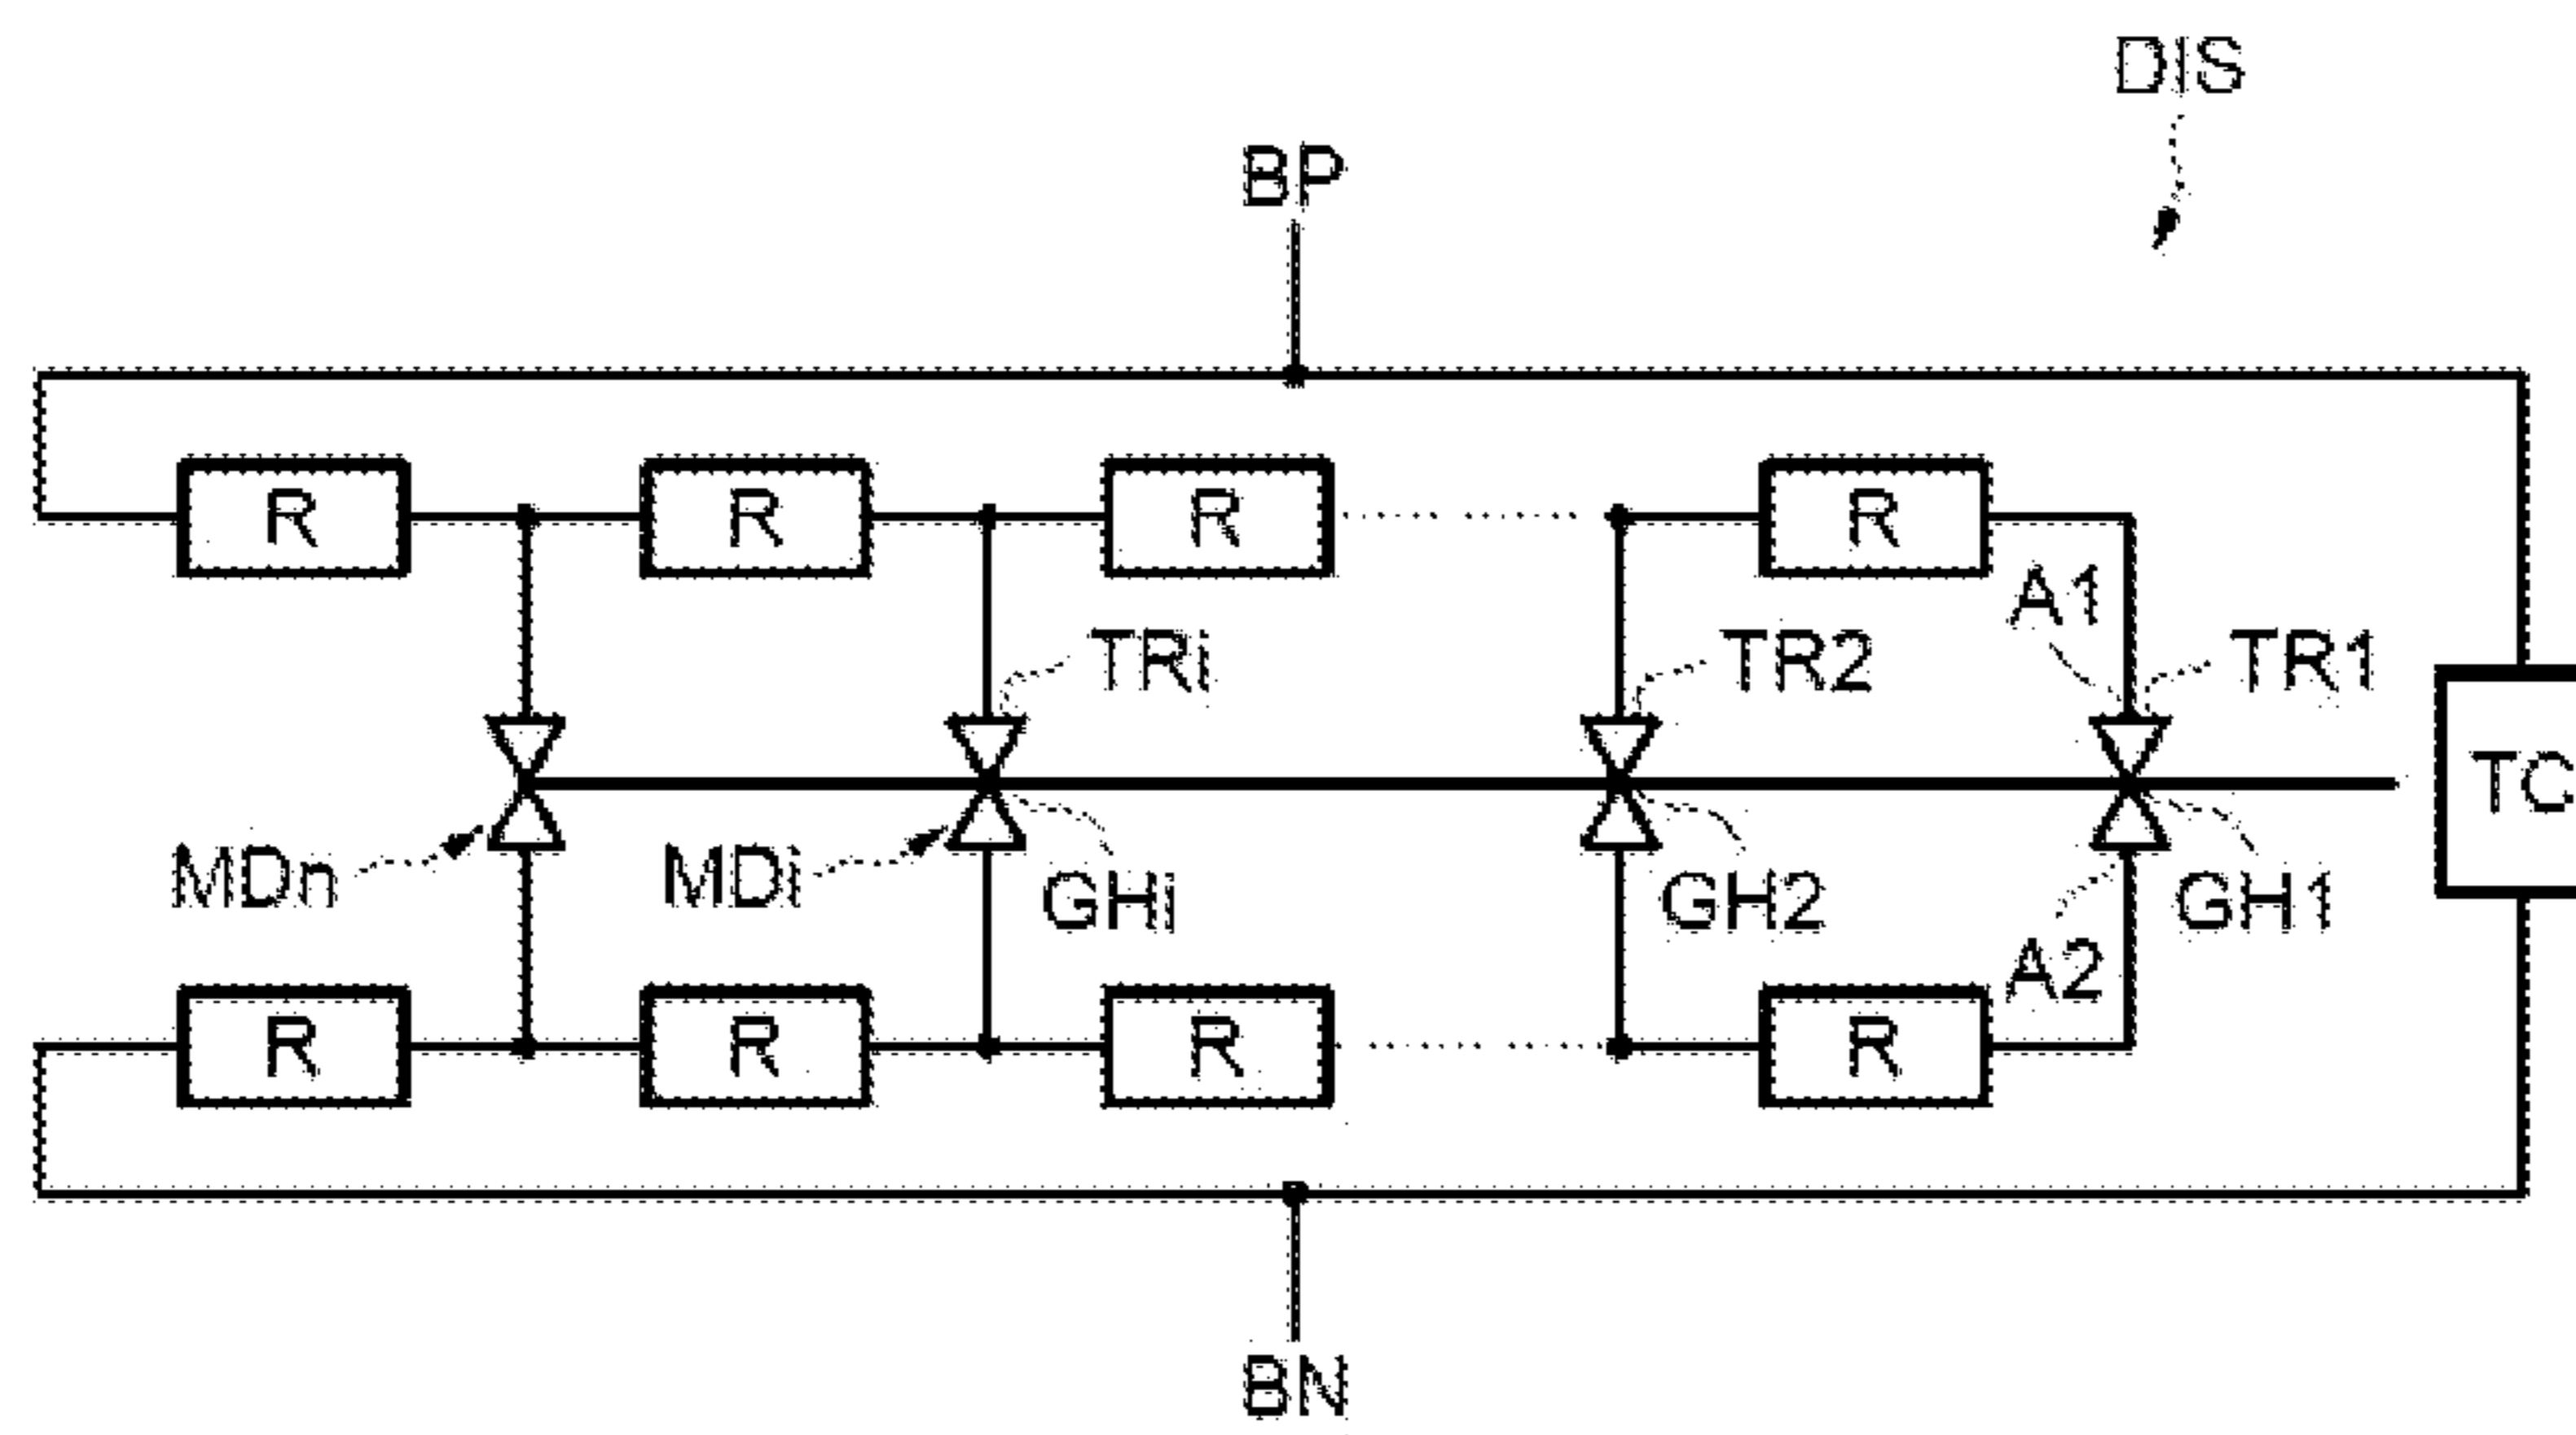 DIS
BP
R R R R
A1
TRi TR2 TR1
TC
MDn MDi GHi GH2 GH1
A2
R R R R
BN